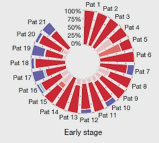 100%
75%
50%
25%
0%
Pat 1
Pat 2
Pat 3
Pat 4
Pat 5
Pat 6
Pat 7
Pat 8
Pat 9
Pat 10
Pat 11
Pat 12
Pat 13
Pat 14
Pat 15
Pat 16
Pat 17
Pat 18
Pat 19
Pat 20
Pat 21
Early stage